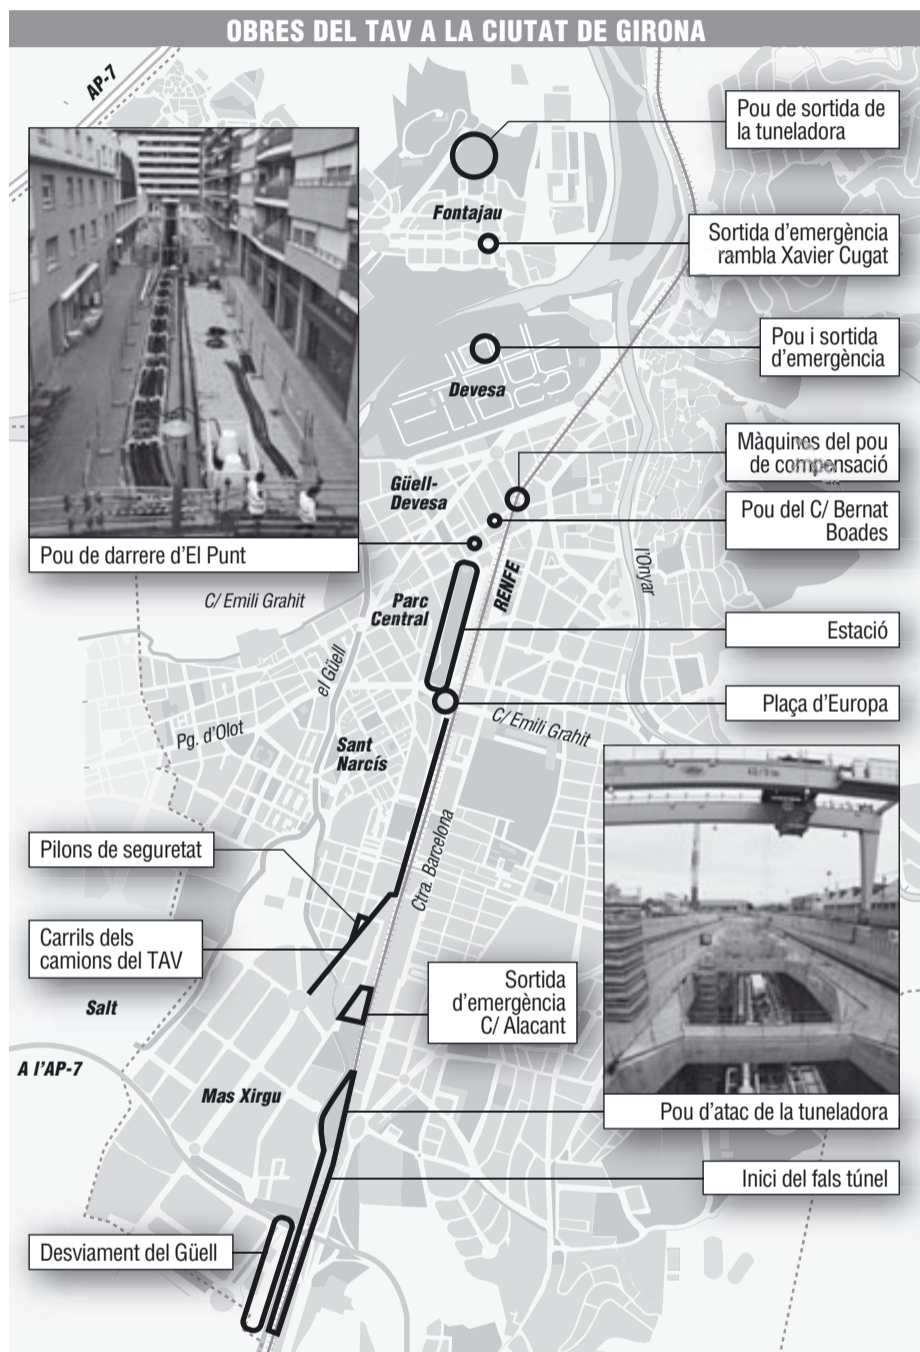 OBRES DEL TAV A LA CIUTAT DE GIRONA
AP-7
Pou de sortida de
la tuneladora
Fontajau
Sortida d'emergència
rambla Xavier Cugat
Pou i sortida
d'emergència
Devesa
Màquines del pou
de compensació
Güell-
Devesa
Pou del C/ Bernat
Boades
Pou de darrere d'El Punt
RENFE
l'Onyar
C/ Emili Grahit
Parc
Central
Estació
el Güell
Plaça d'Europa
C/ Emili Grahit
Pg. d'Olot
Sant
Narcís
Ctra. Barcelona
Pilons de seguretat
Carrils dels
camions del TAV
Sortida
d'emergència
C/ Alacant
Salt
A l'AP-7
Mas Xirgu
Pou d'atac de la tuneladora
Inici del fals túnel
Desviament del Güell